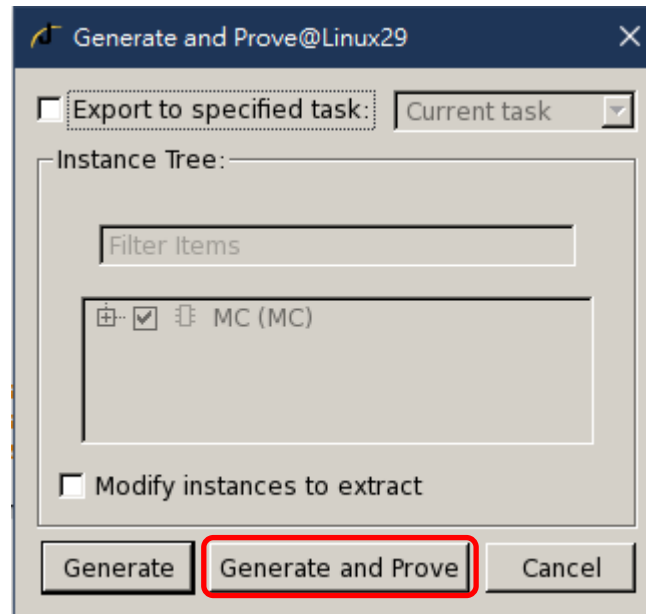 Generate and Prove@Linux29
Export to specified task: Current task
Instance Tree:
Filter Items
MC (MC)
Modify instances to extract
Generate Generate and Prove Cancel